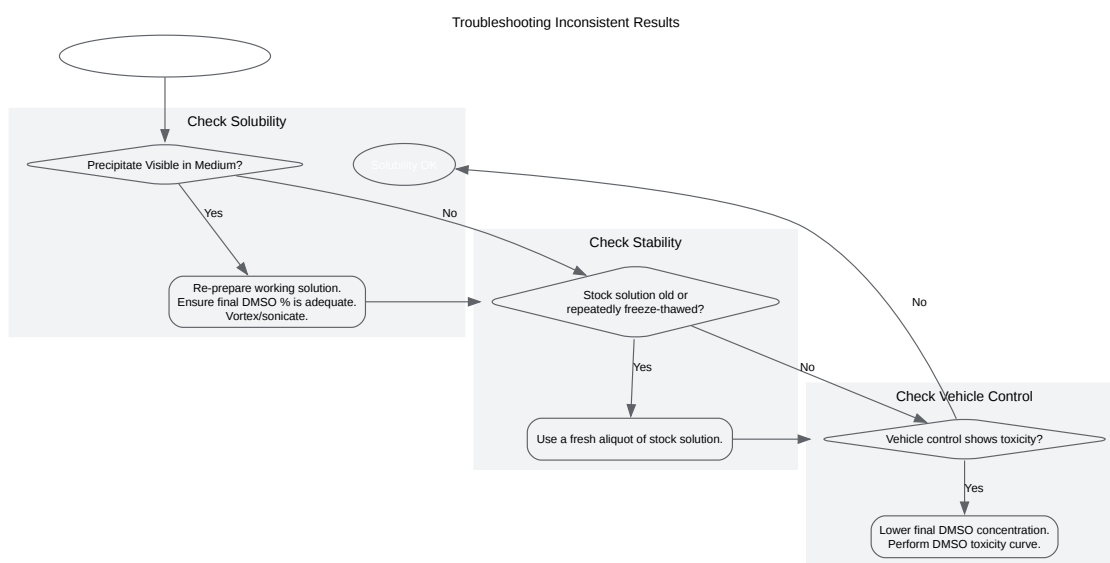 Troubleshooting Inconsistent Results
Check Solubility
Precipitate Visible in Medium?
Solubility OK
Yes
No
Re-prepare working solution.
Ensure final DMSO % is adequate.
Vortex/sonicate.
Check Stability
Stock solution old or
repeatedly freeze-thawed?
Yes
No
No
Use a fresh aliquot of stock solution.
Check Vehicle Control
Vehicle control shows toxicity?
Yes
Lower final DMSO concentration.
Perform DMSO toxicity curve.